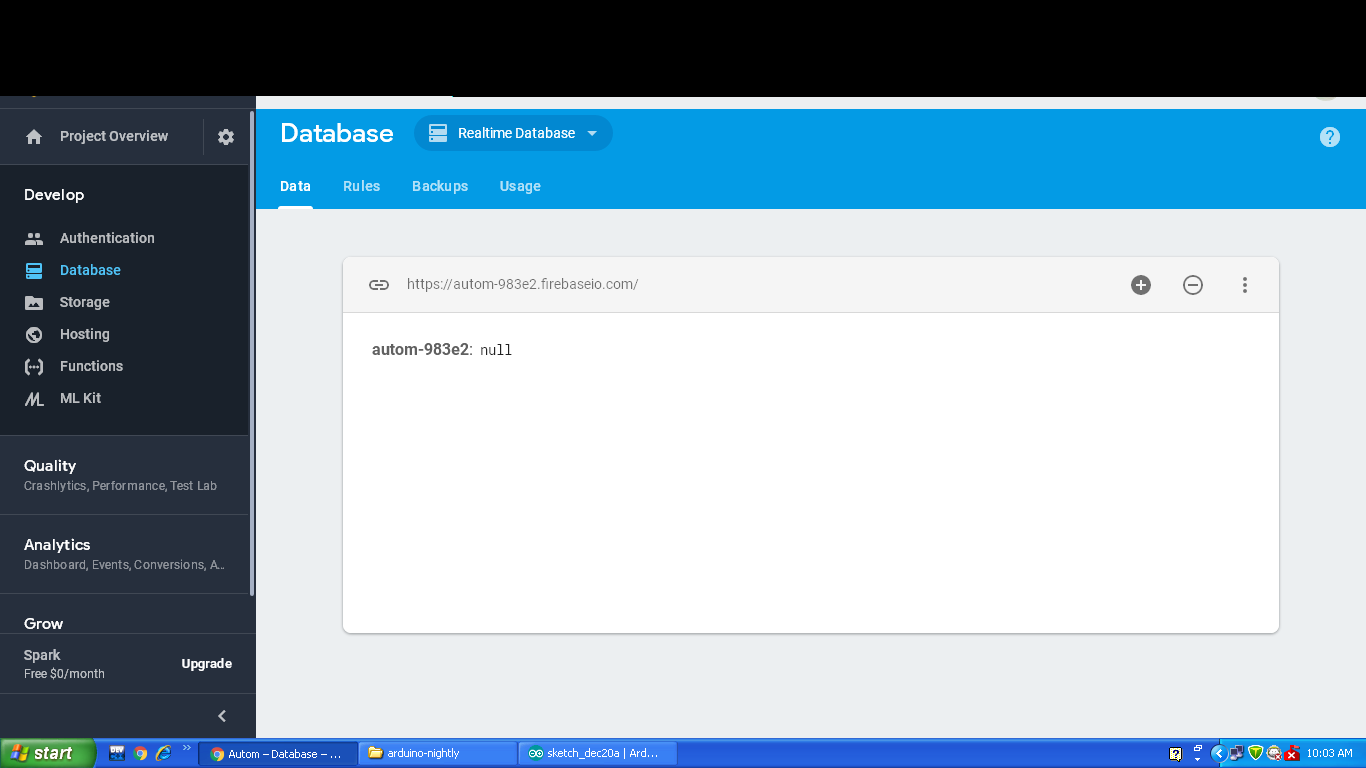 Project Overview
Database
Realtime Database
Data
Rules
Backups
Usage
Develop
Authentication
Database
Storage
Hosting
Functions
ML Kit
Quality
Crashlytics, Performance, Test Lab
Analytics
Dashboard, Events, Conversions, A...
Grow
Spark
Free $0/month
Upgrade
https://autom-983e2.firebaseio.com/
autom-983e2: null
start
Autom – Database – ...
arduino-nightly
sketch_dec20a | Ard...
10:03 AM